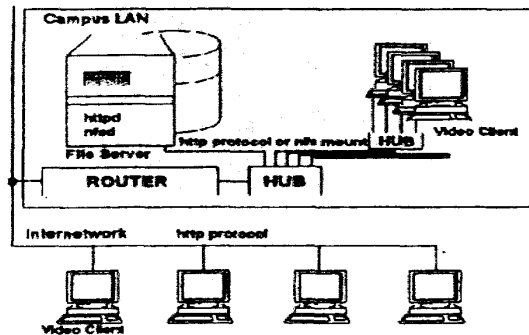 Campus LAN
httpd
nfsd
File Server
http protocol or nfs mount
HUB
Video Client
ROUTER
HUB
Internetwork
http protocol
Video Client